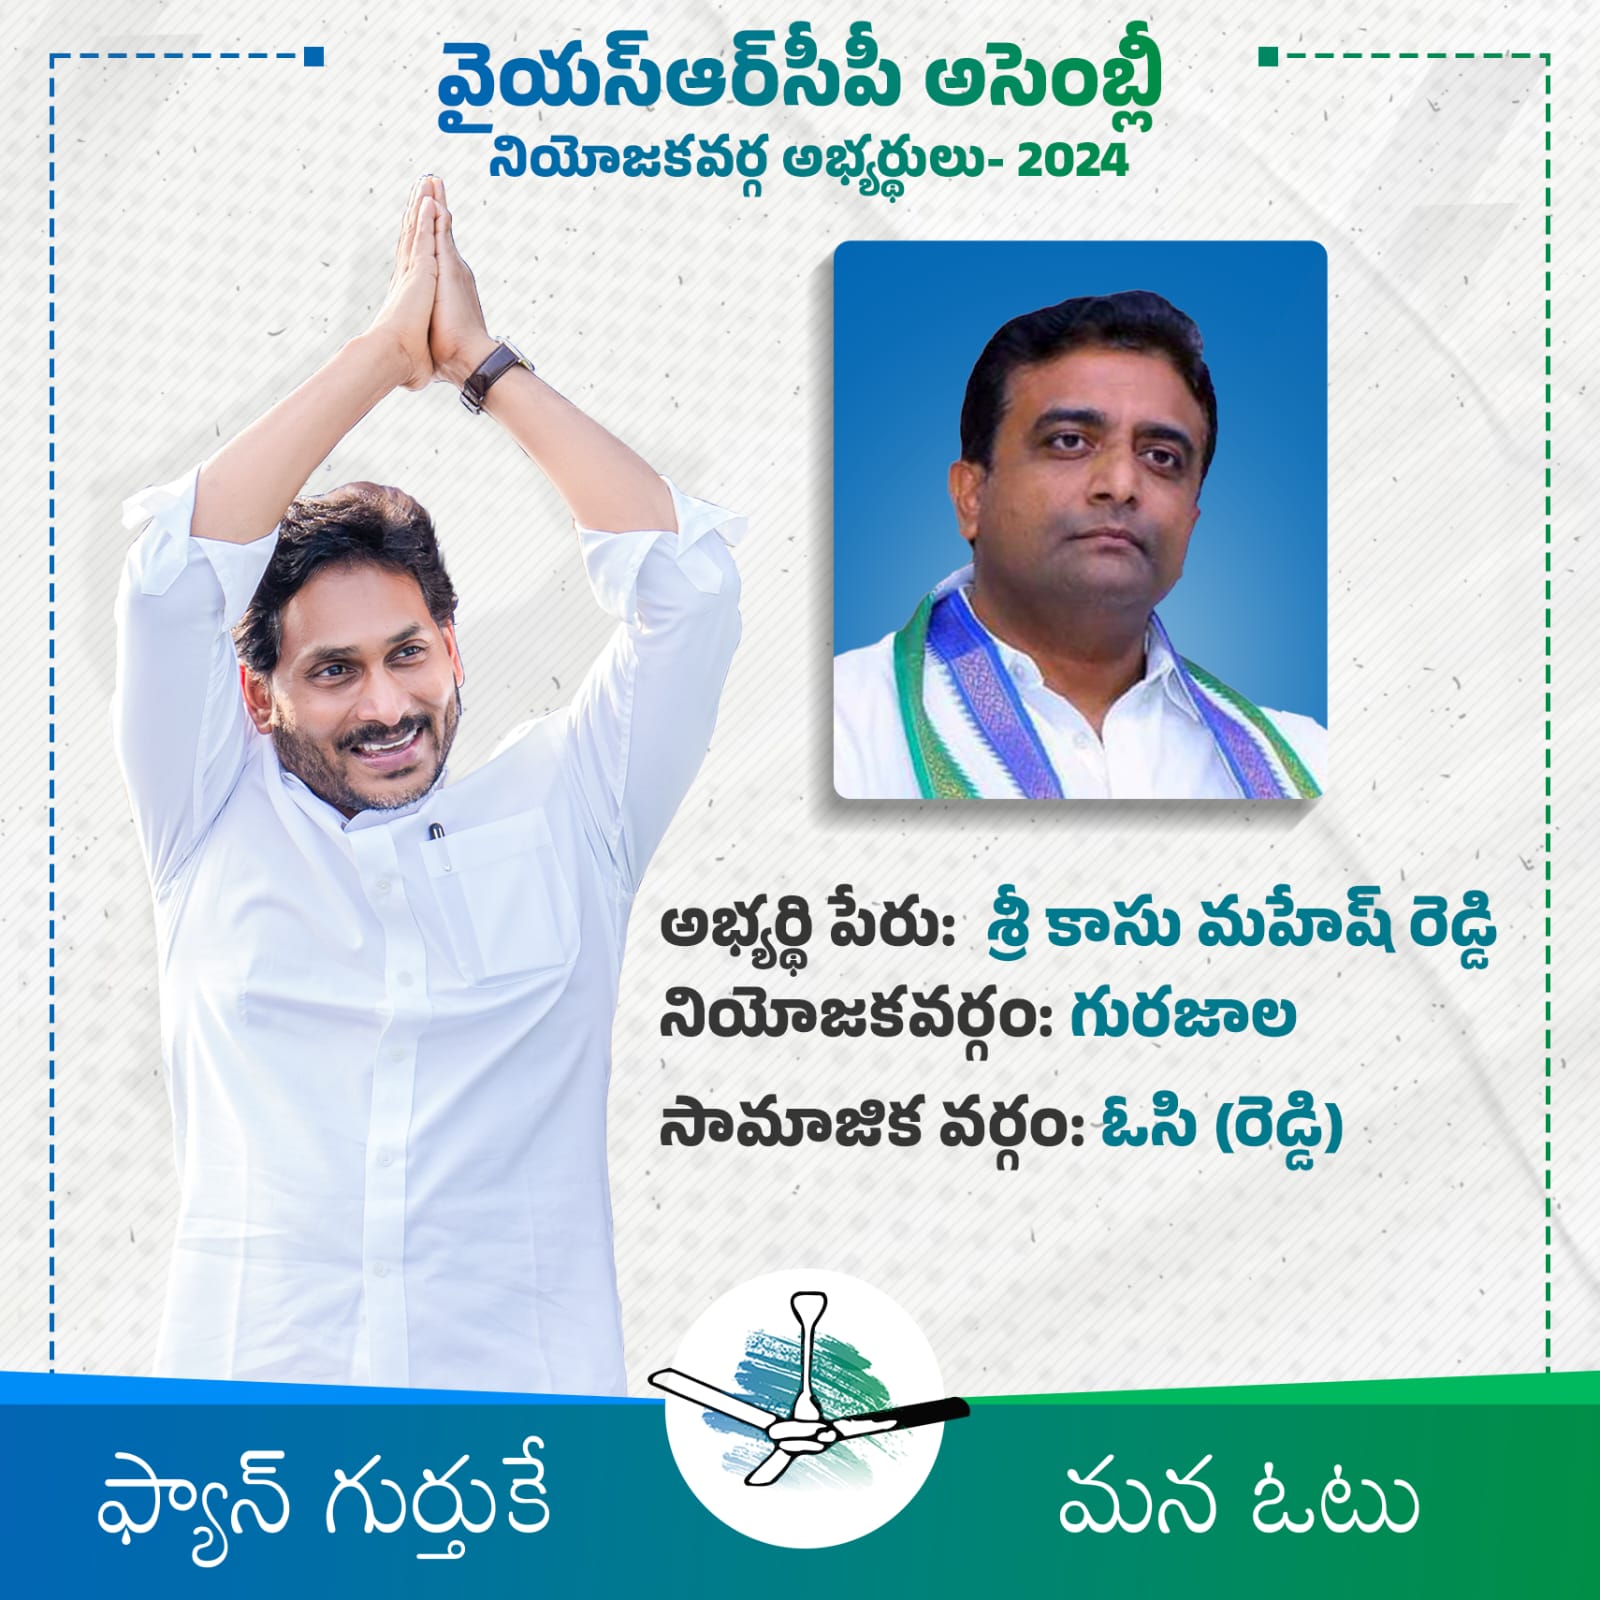 వైయస్ఆర్‌సీపీ అసెంబ్లీ
నియోజకవర్గ అభ్యర్థులు- 2024
అభ్యర్థి పేరు: శ్రీ కాసు మహేష్ రెడ్డి
నియోజకవర్గం: గురజాల
సామాజిక వర్గం: ఓసి (రెడ్డి)
ఫ్యాన్ గుర్తుకే మన ఓటు